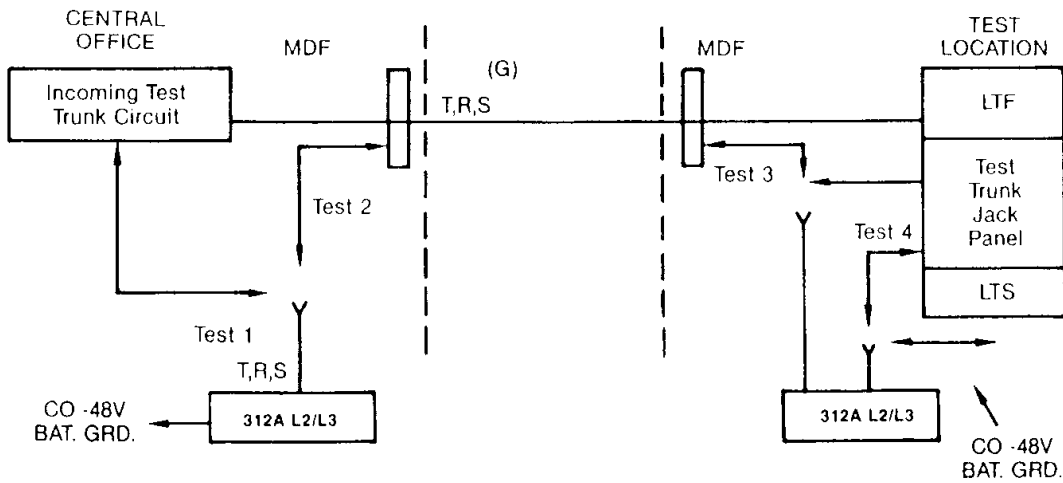 CENTRAL
OFFICE
MDF
(G)
MDF
TEST
LOCATION
Incoming Test
Trunk Circuit
T,R,S
LTF
Test 2
Test 3
Test
Trunk
Jack
Panel
Test 4
LTS
Test 1
T,R,S
312A L2/L3
CO -48V
BAT. GRD.
312A L2/L3
CO -48V
BAT. GRD.